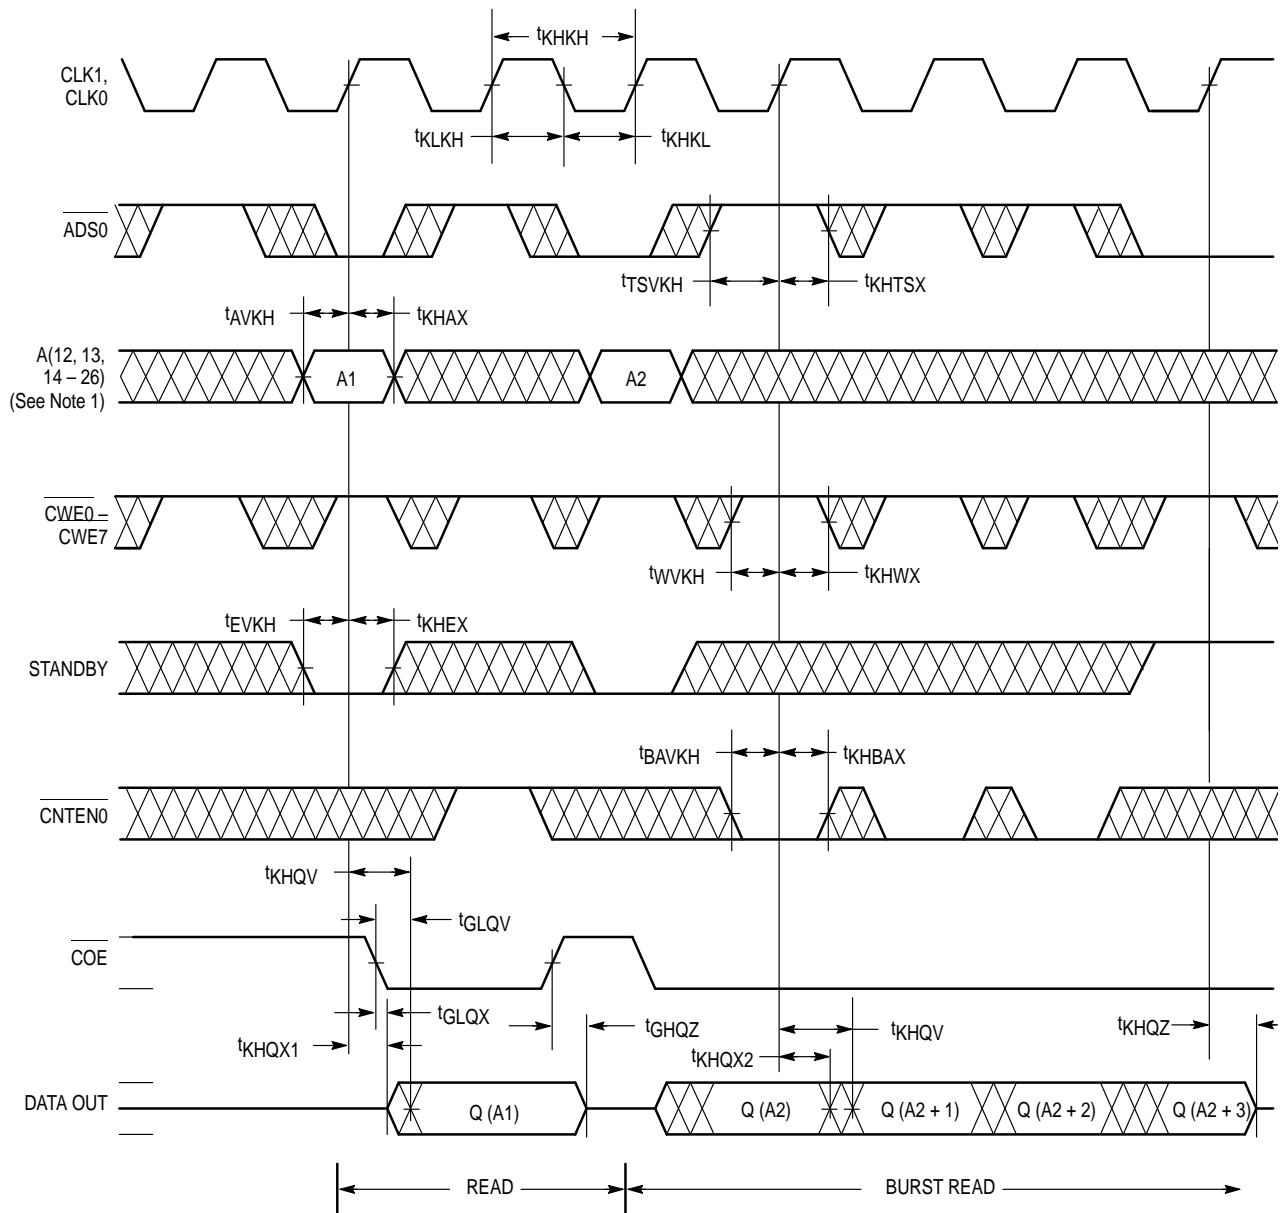 tKHKH
CLK1,
CLK0
tKLKH
tKHKL
ADS0
tTSVKH
tKHTSX
tAVKH
tKHAX
A(12, 13,
14 – 26)
(See Note 1)
A1
A2
CWE0 –
CWE7
tWVKH
tKHWX
tEVKH
tKHEX
STANDBY
tBAVKH
tKHBAX
CNTEN0
tKHQV
tGLQV
COE
tGLQX
tGHQZ
tKHQV
tKHQZ
tKHQX1
tKHQX2
DATA OUT
Q (A1)
Q (A2)
Q (A2 + 1)
Q (A2 + 2)
Q (A2 + 3)
READ
BURST READ